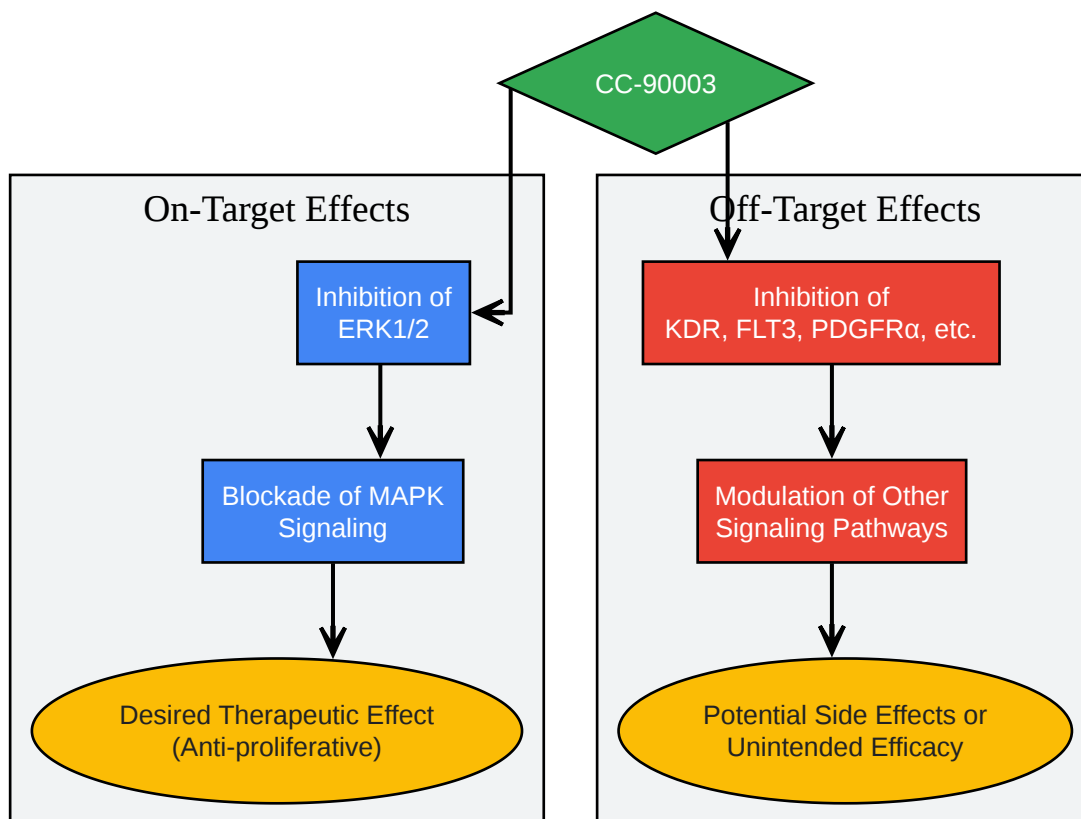 CC-90003
On-Target Effects
Inhibition of
ERK1/2
Blockade of MAPK
Signaling
Desired Therapeutic Effect
(Anti-proliferative)
Off-Target Effects
Inhibition of
KDR, FLT3, PDGFRα, etc.
Modulation of Other
Signaling Pathways
Potential Side Effects or
Unintended Efficacy